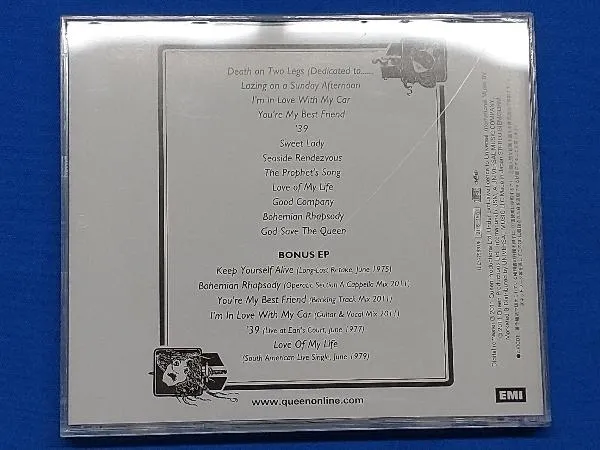 Death on Two Legs (Dedicated to......
Lazing on a Sunday Afternoon
I'm in Love With My Car
You're My Best Friend
'39
Sweet Lady
Seaside Rendezvous
The Prophet's Song
Love of My Life
Good Company
Bohemian Rhapsody
God Save The Queen
BONUS EP
Keep Yourself Alive (Long-Lost Retake, June 1975)
Bohemian Rhapsody (Operatic Section A Cappella Mix 2011)
You're My Best Friend (Backing Track Mix 2011)
I'm In Love With My Car (Guitar & Vocal Mix 2011)
'39 (Live at Earl's Court, June 1977)
Love Of My Life
(South American Live Single, June 1979)
www.queenonline.com
EMI